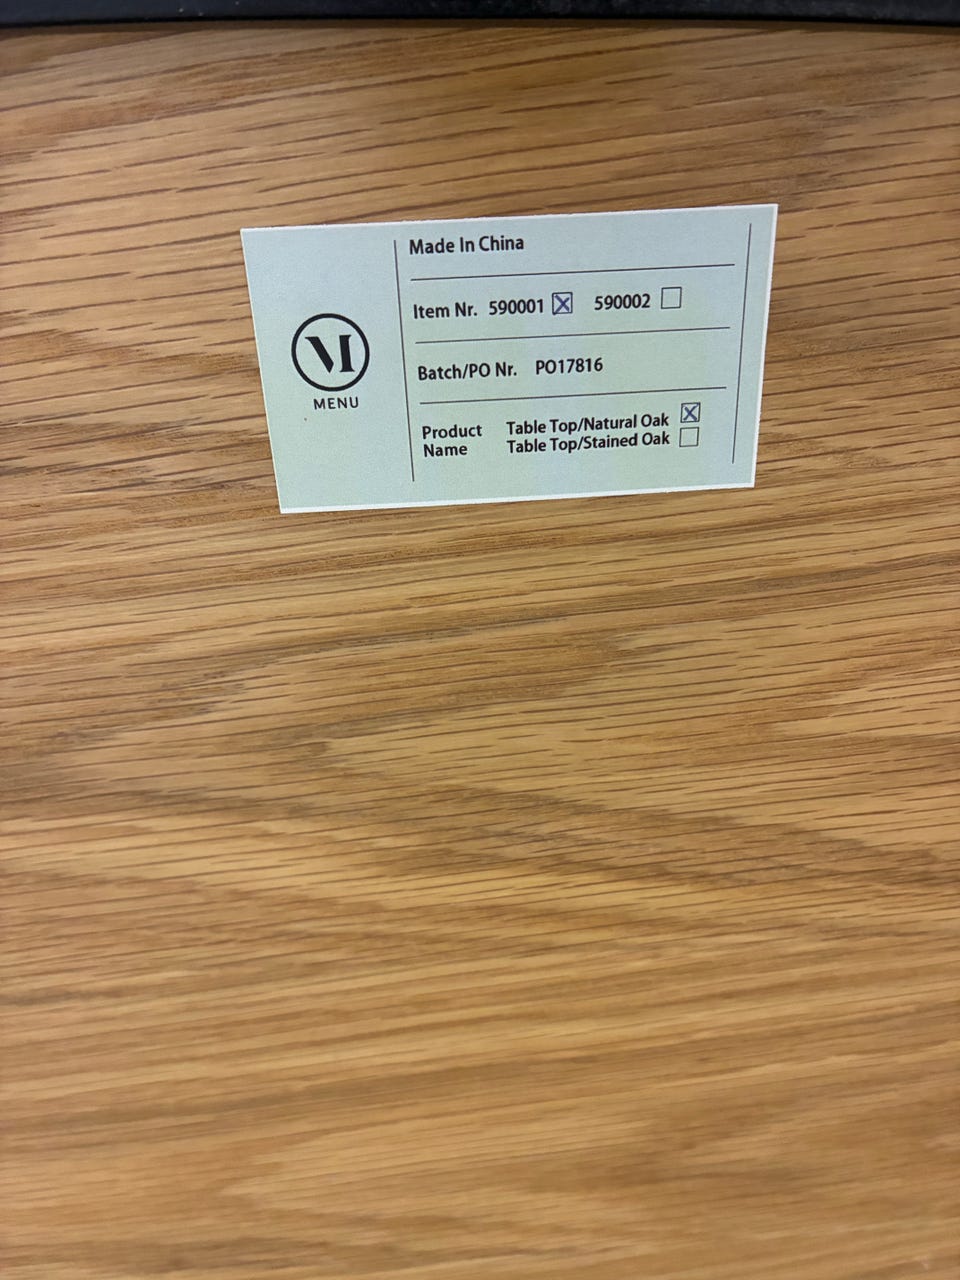 Made In China
Item Nr. 590001 ☒ 590002 ☐
Batch/PO Nr. PO17816
Product Name
Table Top/Natural Oak ☒
Table Top/Stained Oak ☐
M
MENU